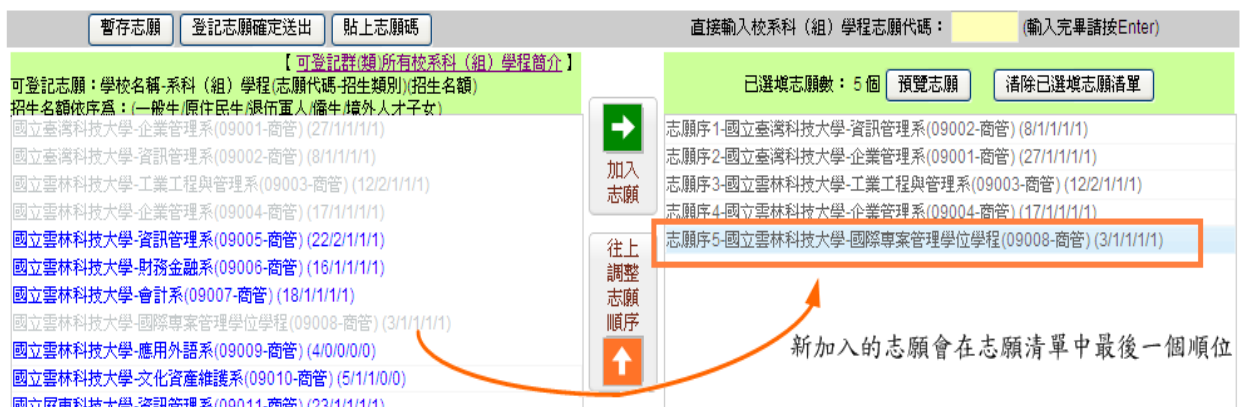 暫存志願 登記志願確定送出 貼上志願碼 直接輸入校系科（組）學程志願代碼： (輸入完畢請按Enter)
【 可登記群(類)所有校系科（組）學程簡介 】
可登記志願：學校名稱-系科（組）學程(志願代碼-招生類別)(招生名額)
招生名額依序為：(一般生/原住民生/退伍軍人/僑生/境外人才子女)
國立臺灣科技大學-企業管理系(09001-商管) (27/1/1/1/1)
國立臺灣科技大學-資訊管理系(09002-商管) (8/1/1/1/1)
國立雲林科技大學-工業工程與管理系(09003-商管) (12/2/1/1/1)
國立雲林科技大學-企業管理系(09004-商管) (17/1/1/1/1)
國立雲林科技大學-資訊管理系(09005-商管) (22/2/1/1/1)
國立雲林科技大學-財務金融系(09006-商管) (16/1/1/1/1)
國立雲林科技大學-會計系(09007-商管) (18/1/1/1/1)
國立雲林科技大學-國際專案管理學位學程(09008-商管) (3/1/1/1/1)
國立雲林科技大學-應用外語系(09009-商管) (4/0/0/0/0)
國立雲林科技大學-文化資產維護系(09010-商管) (5/1/1/0/0)
國立屏東科技大學-資訊管理系(09011-商管) (23/1/1/1/1)
加入
志願
往上
調整
志願
順序
已選填志願數： 5 個 預覽志願 清除已選填志願清單
志願序1-國立臺灣科技大學-資訊管理系(09002-商管) (8/1/1/1/1)
志願序2-國立臺灣科技大學-企業管理系(09001-商管) (27/1/1/1/1)
志願序3-國立雲林科技大學-工業工程與管理系(09003-商管) (12/2/1/1/1)
志願序4-國立雲林科技大學-企業管理系(09004-商管) (17/1/1/1/1)
志願序5-國立雲林科技大學-國際專案管理學位學程(09008-商管) (3/1/1/1/1)
新加入的志願會在志願清單中最後一個順位